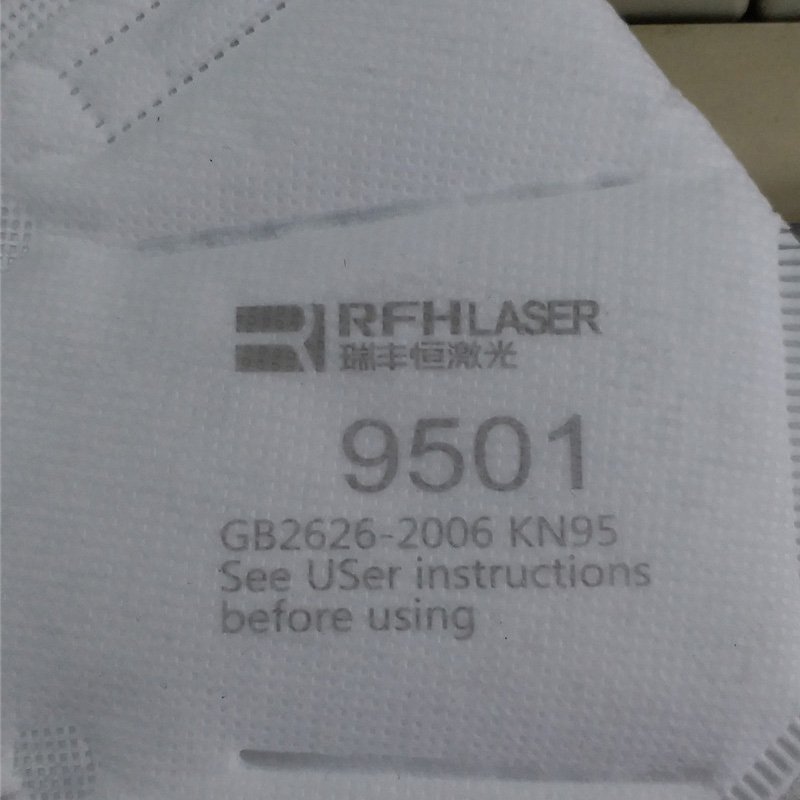 RFHLASER
瑞丰恒激光
9501
GB2626-2006 KN95
See USer instructions
before using